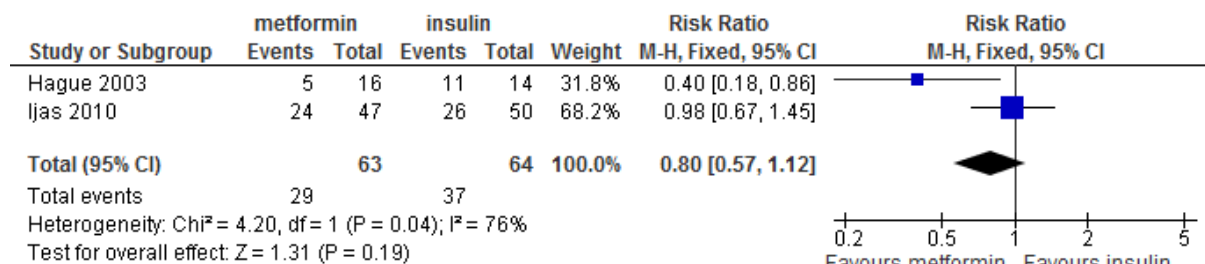 metformin insulin Risk Ratio Risk Ratio
Study or Subgroup Events Total Events Total Weight M-H, Fixed, 95% CI M-H, Fixed, 95% CI
Hague 2003 5 16 11 14 31.8% 0.40 [0.18, 0.86]
Ijas 2010 24 47 26 50 68.2% 0.98 [0.67, 1.45]
Total (95% CI) 63 64 100.0% 0.80 [0.57, 1.12]
Total events 29 37
Heterogeneity: Chi² = 4.20, df = 1 (P = 0.04); I² = 76%
Test for overall effect: Z = 1.31 (P = 0.19)
0.2 0.5 1 2 5
Favours metformin Favours insulin